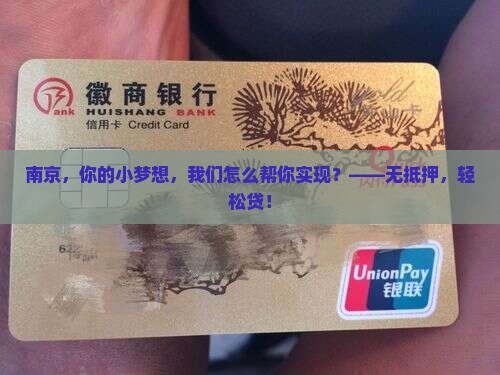 徽商银行
HUISHANG BANK
信用卡 Credit Card
南京，你的小梦想，我们怎么帮你实现？——无抵押，轻
松贷！
UnionPay
银联